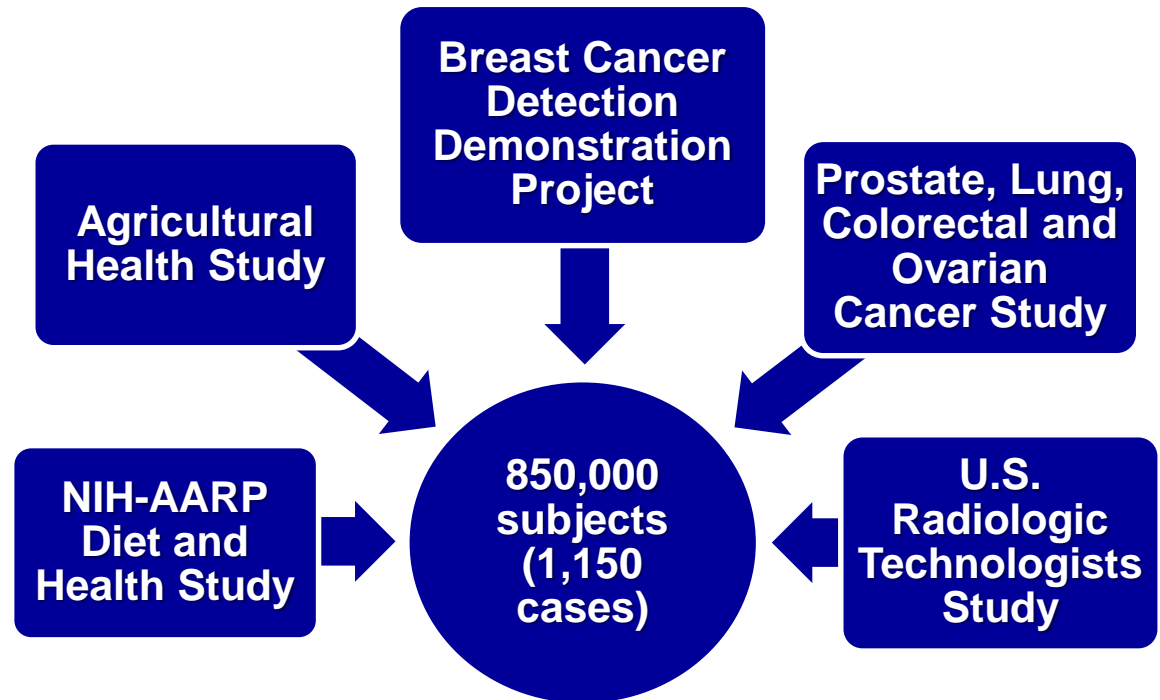 Breast Cancer
Detection
Demonstration
Project
Agricultural
Health Study
Prostate, Lung,
Colorectal and
Ovarian
Cancer Study
NIH-AARP
Diet and
Health Study
850,000
subjects
(1,150
cases)
U.S.
Radiologic
Technologists
Study